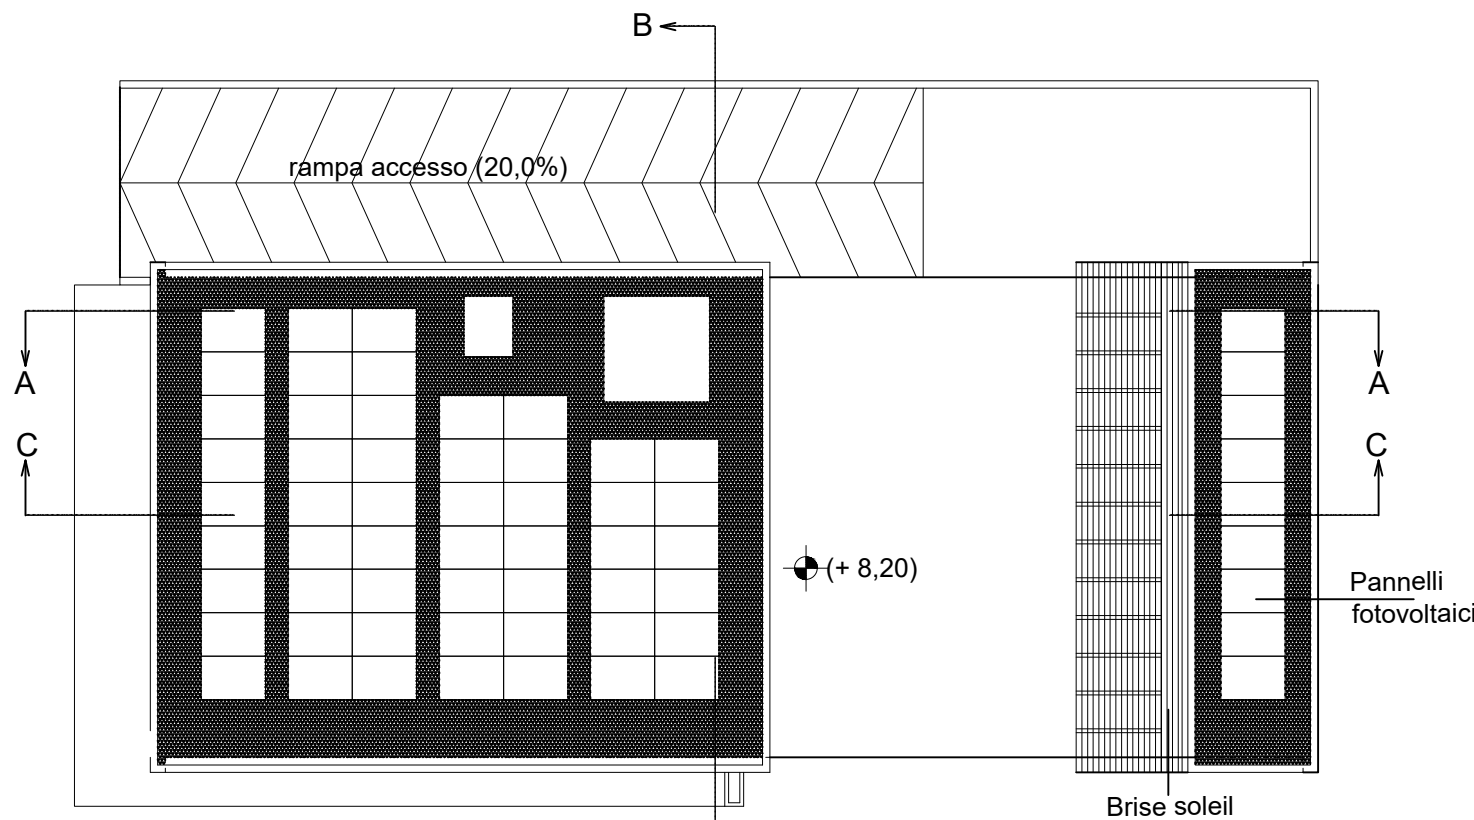 B
rampa accesso (20,0%)
A
A
C
C
(+ 8,20)
Pannelli
fotovoltaici
Brise soleil